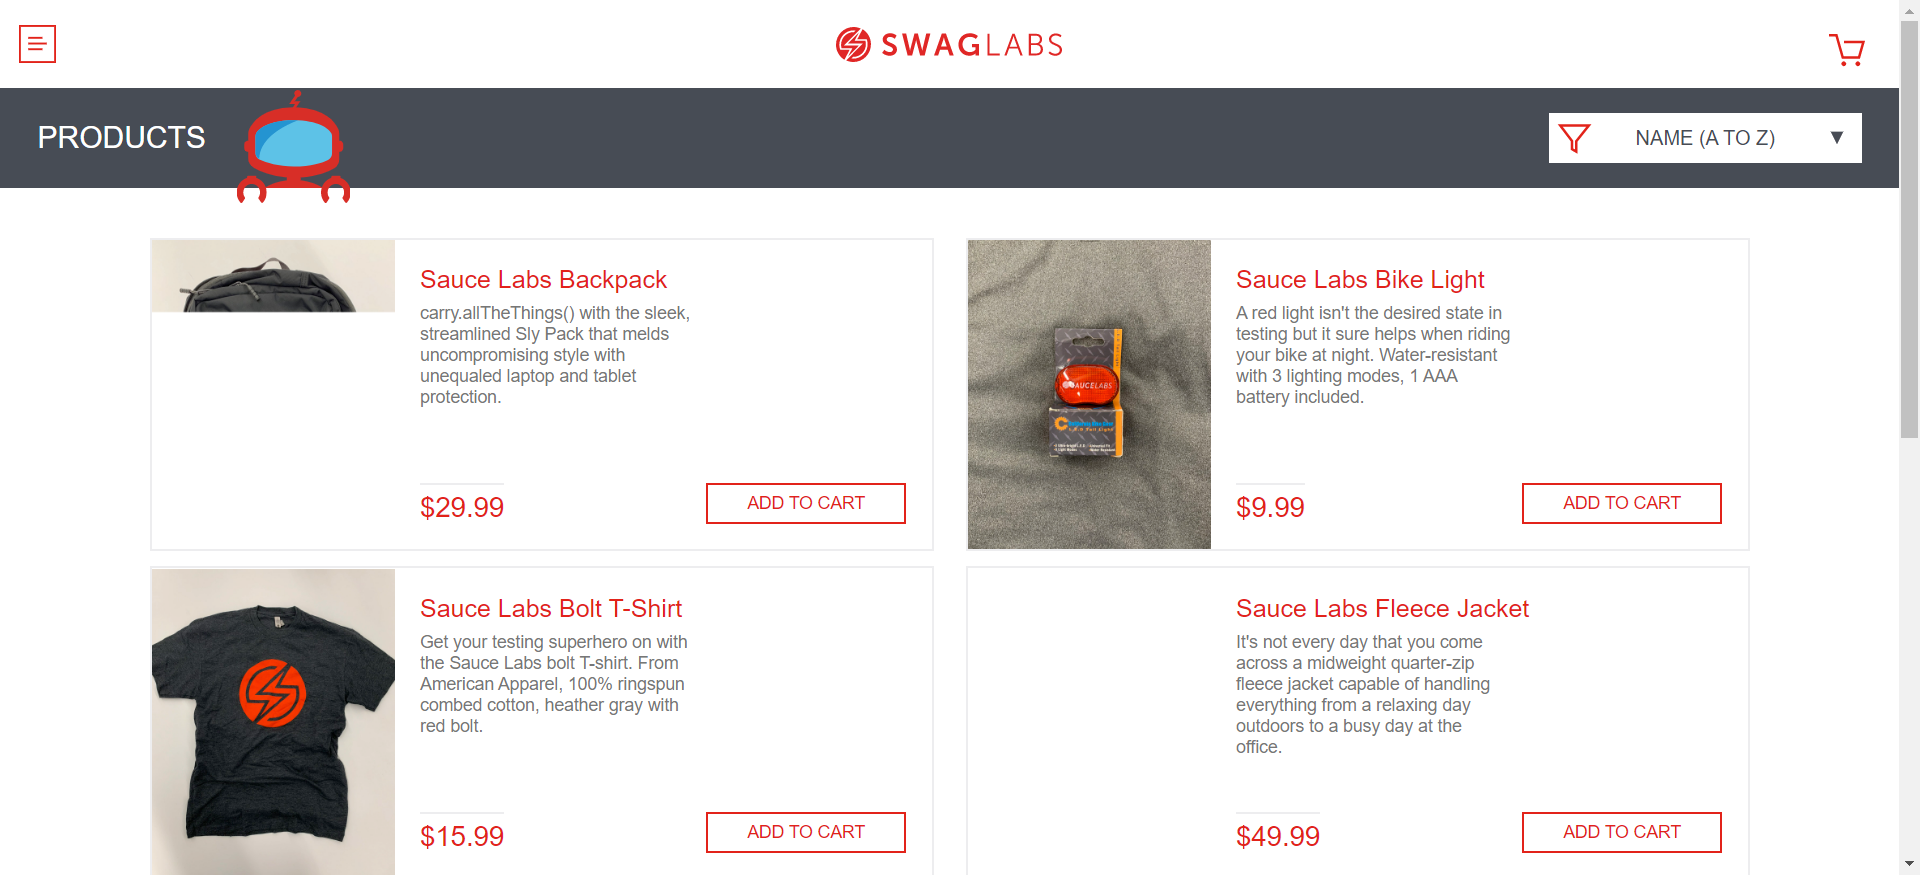 SWAGLABS
PRODUCTS
NAME (A TO Z)
Sauce Labs Backpack
carry.allTheThings() with the sleek,
streamlined Sly Pack that melds
uncompromising style with
unequaled laptop and tablet
protection.
$29.99
ADD TO CART
SAUCELABS
Sauce Labs Bike Light
A red light isn't the desired state in
testing but it sure helps when riding
your bike at night. Water-resistant
with 3 lighting modes, 1 AAA
battery included.
$9.99
ADD TO CART
Sauce Labs Bolt T-Shirt
Get your testing superhero on with
the Sauce Labs bolt T-shirt. From
American Apparel, 100% ringspun
combed cotton, heather gray with
red bolt.
$15.99
ADD TO CART
Sauce Labs Fleece Jacket
It's not every day that you come
across a midweight quarter-zip
fleece jacket capable of handling
everything from a relaxing day
outdoors to a busy day at the
office.
$49.99
ADD TO CART